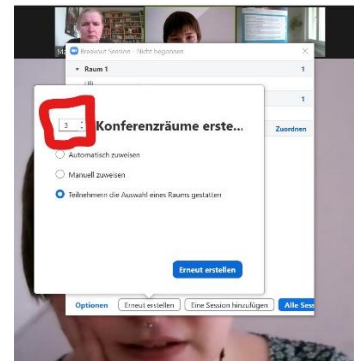 Breakout Session - Nicht begonnen
Raum 1 1
1
3 Konferenzräume erste...
Zuordnen
Automatisch zuweisen
Manuell zuweisen
Teilnehmern die Auswahl eines Raums gestatten
Erneut erstellen
Optionen Erneut erstellen Eine Session hinzufügen Alle Sess